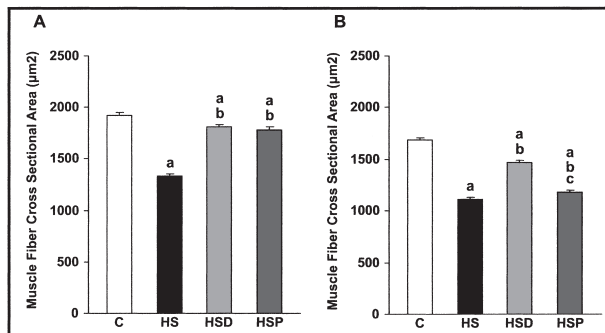 A
Muscle Fiber Cross Sectional Area (µm2)
2500
2000
1500
1000
500
0
a
a
b
a
b
C HS HSD HSP
B
Muscle Fiber Cross Sectional Area (µm2)
2500
2000
1500
1000
500
0
a
a
b
a
b
c
C HS HSD HSP